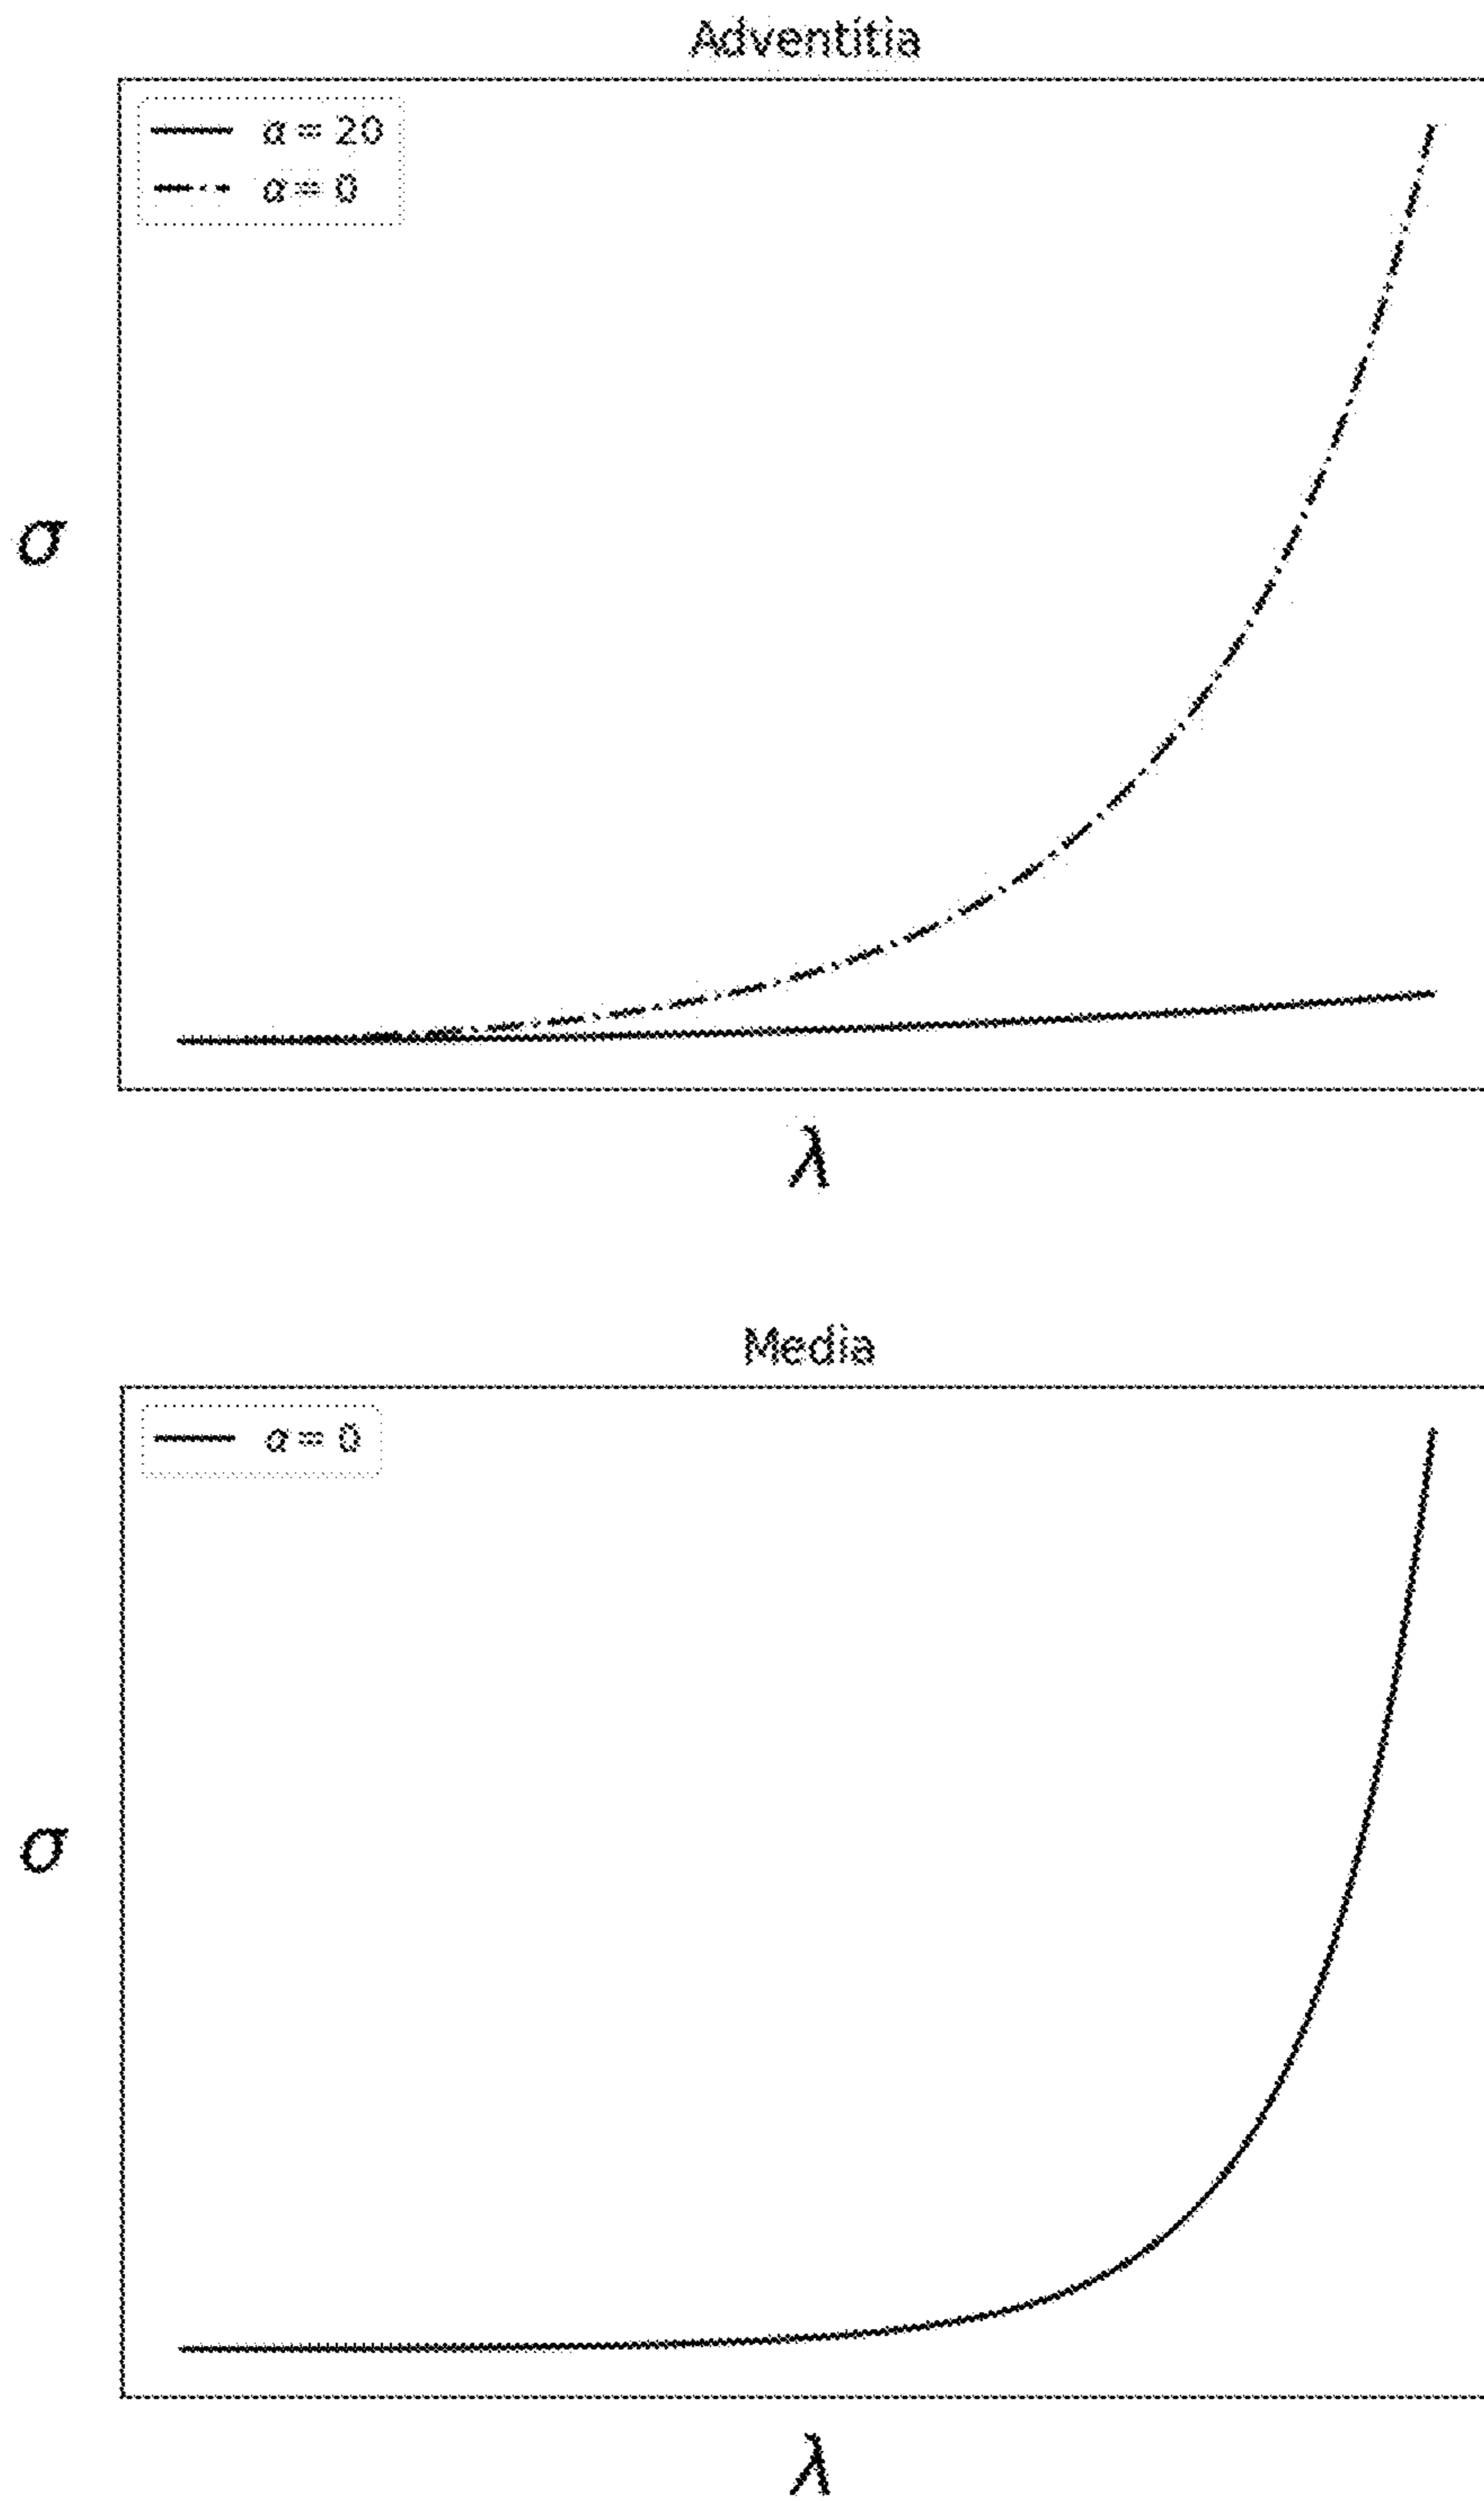 Adventitia
α = 20
α = 0
σ
λ
Media
α = 0
σ
λ